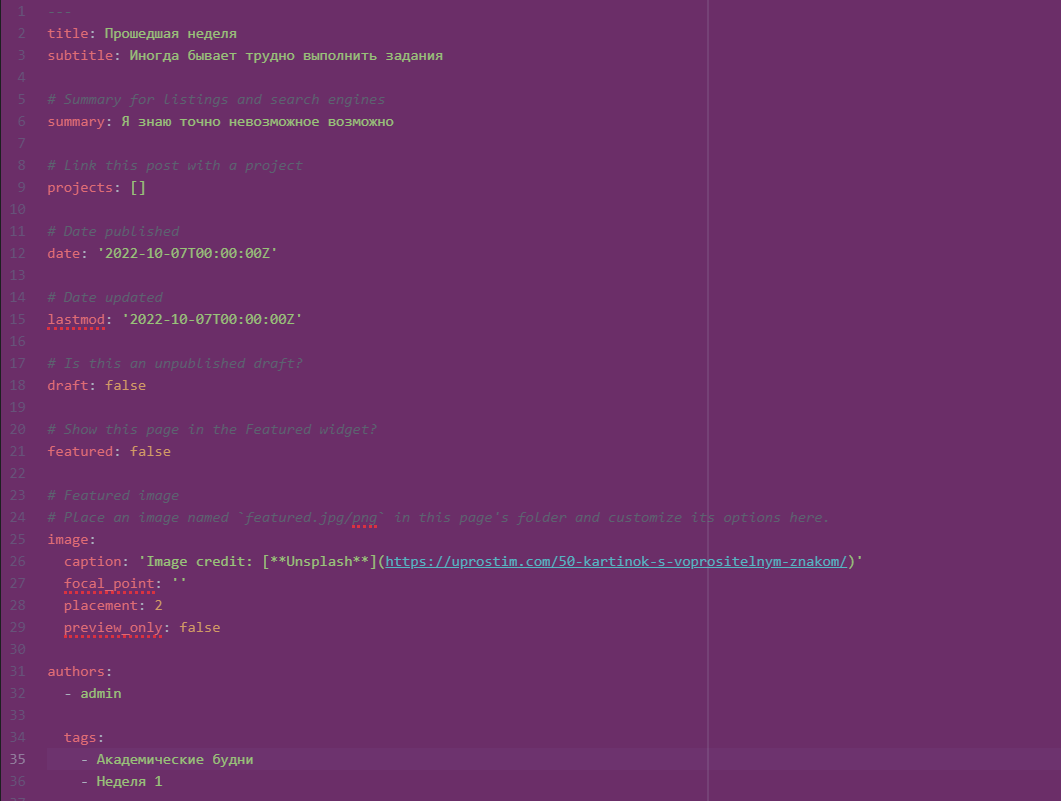 1 ---
2 title: Прошедшая неделя
3 subtitle: Иногда бывает трудно выполнить задания
4
5 # Summary for listings and search engines
6 summary: Я знаю точно невозможное возможно
7
8 # Link this post with a project
9 projects: []
10
11 # Date published
12 date: '2022-10-07T00:00:00Z'
13
14 # Date updated
15 lastmod: '2022-10-07T00:00:00Z'
16
17 # Is this an unpublished draft?
18 draft: false
19
20 # Show this page in the Featured widget?
21 featured: false
22
23 # Featured image
24 # Place an image named `featured.jpg/png` in this page's folder and customize its options here.
25 image:
26   caption: 'Image credit: [**Unsplash**](https://uprostim.com/50-kartinok-s-voprositelnym-znakom/)'
27   focal_point: ''
28   placement: 2
29   preview_only: false
30
31 authors:
32   - admin
33
34   tags:
35     - Академические будни
36     - Неделя 1